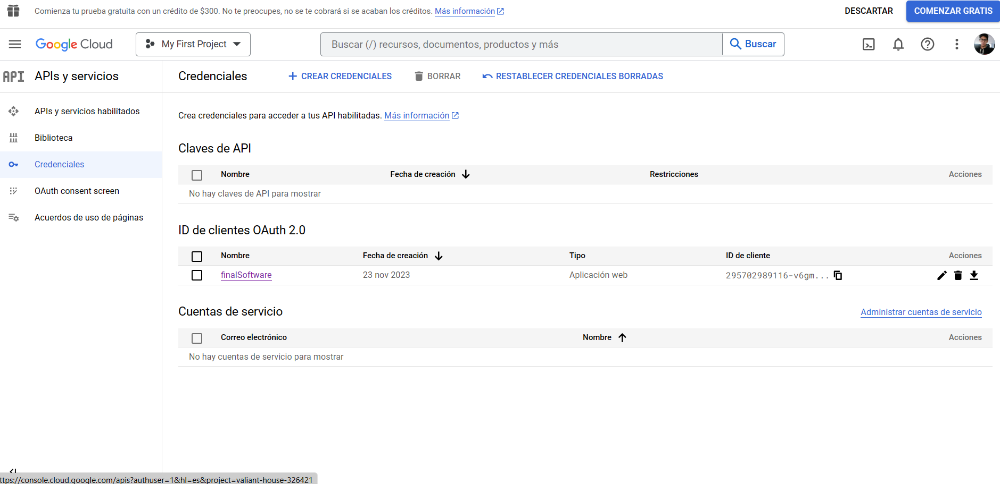 Comienza tu prueba gratuita con un crédito de $300. No te preocupes, no se te cobrará si se acaban los créditos. Más información
DESCARTAR
COMENZAR GRATIS
Google Cloud
My First Project
Buscar (/) recursos, documentos, productos y más
Buscar
API
APIs y servicios
Credenciales
CREAR CREDENCIALES
BORRAR
RESTABLECER CREDENCIALES BORRADAS
APIs y servicios habilitados
Biblioteca
Credenciales
OAuth consent screen
Acuerdos de uso de páginas
Crea credenciales para acceder a tus API habilitadas. Más información
Claves de API
Nombre Fecha de creación Restricciones Acciones
No hay claves de API para mostrar
ID de clientes OAuth 2.0
Nombre Fecha de creación Tipo ID de cliente Acciones
finalSoftware 23 nov 2023 Aplicación web 295702989116-v6gm...
Cuentas de servicio
Administrar cuentas de servicio
Correo electrónico Nombre Acciones
No hay cuentas de servicio para mostrar
ttps://console.cloud.google.com/apis?authuser=1&hl=es&project=valiant-house-326421